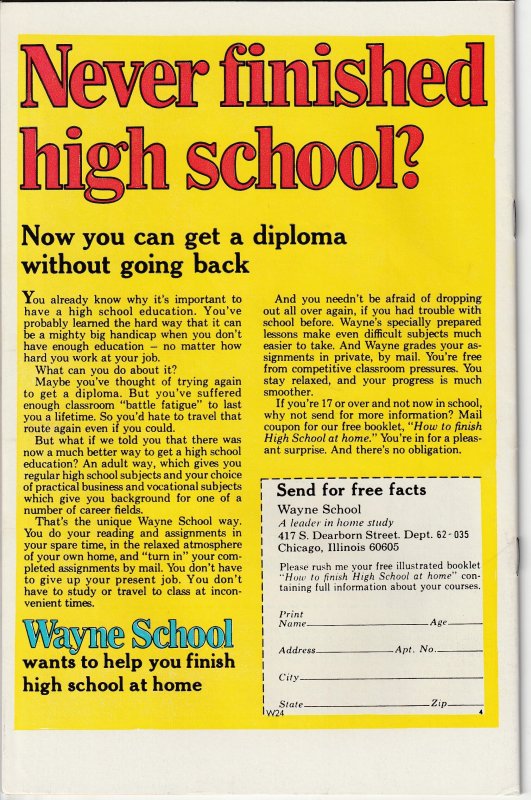 Never finished
high school?
Now you can get a diploma
without going back
You already know why it's important to
have a high school education. You've
probably learned the hard way that it can
be a mighty big handicap when you don't
have enough education — no matter how
hard you work at your job.
What can you do about it?
Maybe you've thought of trying again
to get a diploma. But you've suffered
enough classroom "battle fatigue" to last
you a lifetime. So you'd hate to travel that
route again even if you could.
But what if we told you that there was
now a much better way to get a high school
education? An adult way, which gives you
regular high school subjects and your choice
of practical business and vocational subjects
which give you background for one of a
number of career fields.
That's the unique Wayne School way.
You do your reading and assignments in
your spare time, in the relaxed atmosphere
of your own home, and "turn in" your com-
pleted assignments by mail. You don't have
to give up your present job. You don't
have to study or travel to class at incon-
venient times.
Wayne School
wants to help you finish
high school at home
And you needn't be afraid of dropping
out all over again, if you had trouble with
school before. Wayne's specially prepared
lessons make even difficult subjects much
easier to take. And Wayne grades your as-
signments in private, by mail. You're free
from competitive classroom pressures. You
stay relaxed, and your progress is much
smoother.
If you're 17 or over and not now in school,
why not send for more information? Mail
coupon for our free booklet, "How to finish
High School at home." You're in for a pleas-
ant surprise. And there's no obligation.
Send for free facts
Wayne School
A leader in home study
417 S. Dearborn Street. Dept. 62-035
Chicago, Illinois 60605
Please rush me your free illustrated booklet
"How to finish High School at home" con-
taining full information about your courses.
Print
Name Age
Address Apt. No.
City
State Zip
W24 4